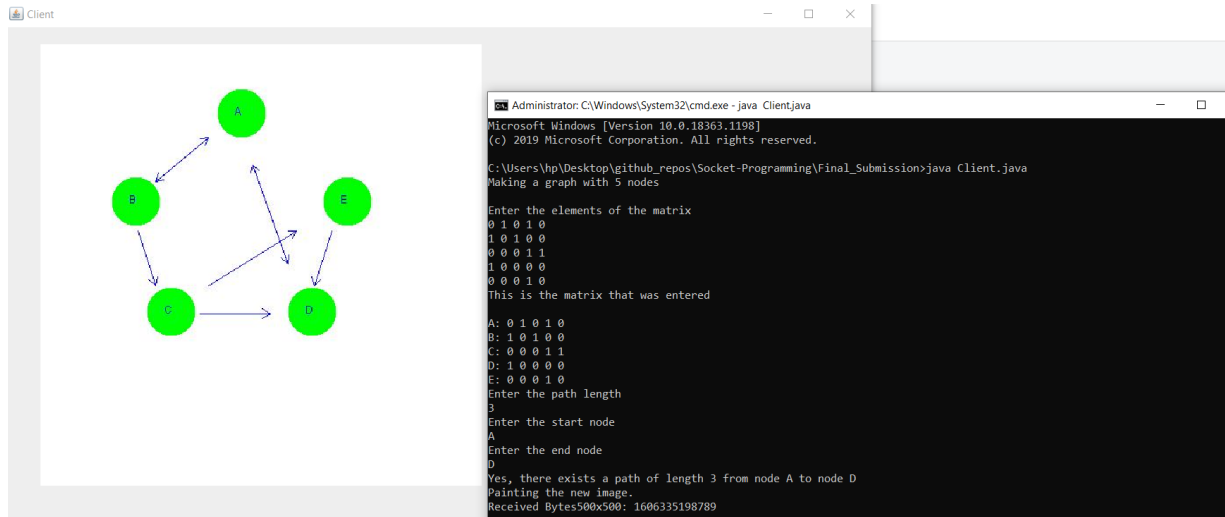 Client
A
B
E
C
D
Administrator: C:\Windows\System32\cmd.exe - java Client.java
Microsoft Windows [Version 10.0.18363.1198]
(c) 2019 Microsoft Corporation. All rights reserved.
C:\Users\hp\Desktop\github_repos\Socket-Programming\Final_Submission>java Client.java
Making a graph with 5 nodes
Enter the elements of the matrix
0 1 0 1 0
1 0 1 0 0
0 0 0 1 1
1 0 0 0 0
0 0 0 1 0
This is the matrix that was entered
A: 0 1 0 1 0
B: 1 0 1 0 0
C: 0 0 0 1 1
D: 1 0 0 0 0
E: 0 0 0 1 0
Enter the path length
3
Enter the start node
A
Enter the end node
D
Yes, there exists a path of length 3 from node A to node D
Painting the new image.
Received Bytes500x500: 1606335198789